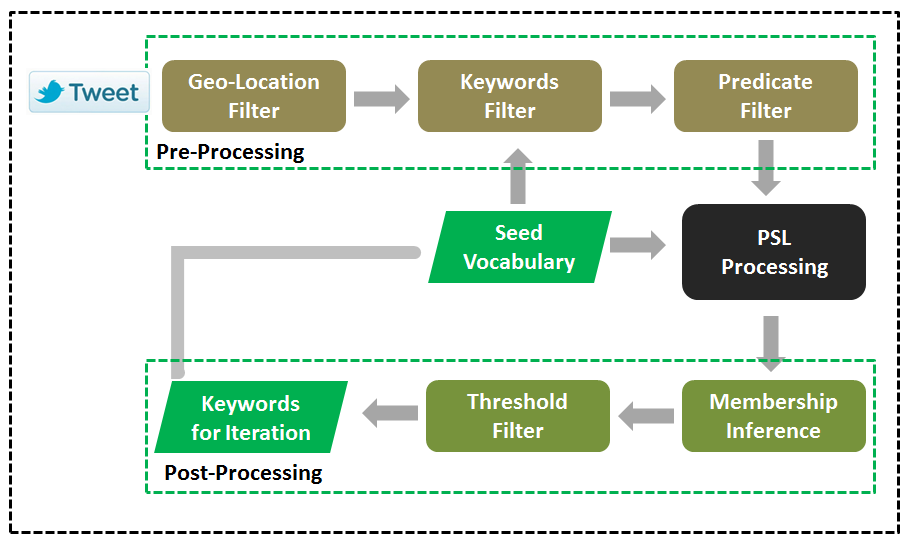 Tweet
Geo-Location
Filter
Keywords
Filter
Predicate
Filter
Pre-Processing
Seed
Vocabulary
PSL
Processing
Keywords
for Iteration
Threshold
Filter
Membership
Inference
Post-Processing